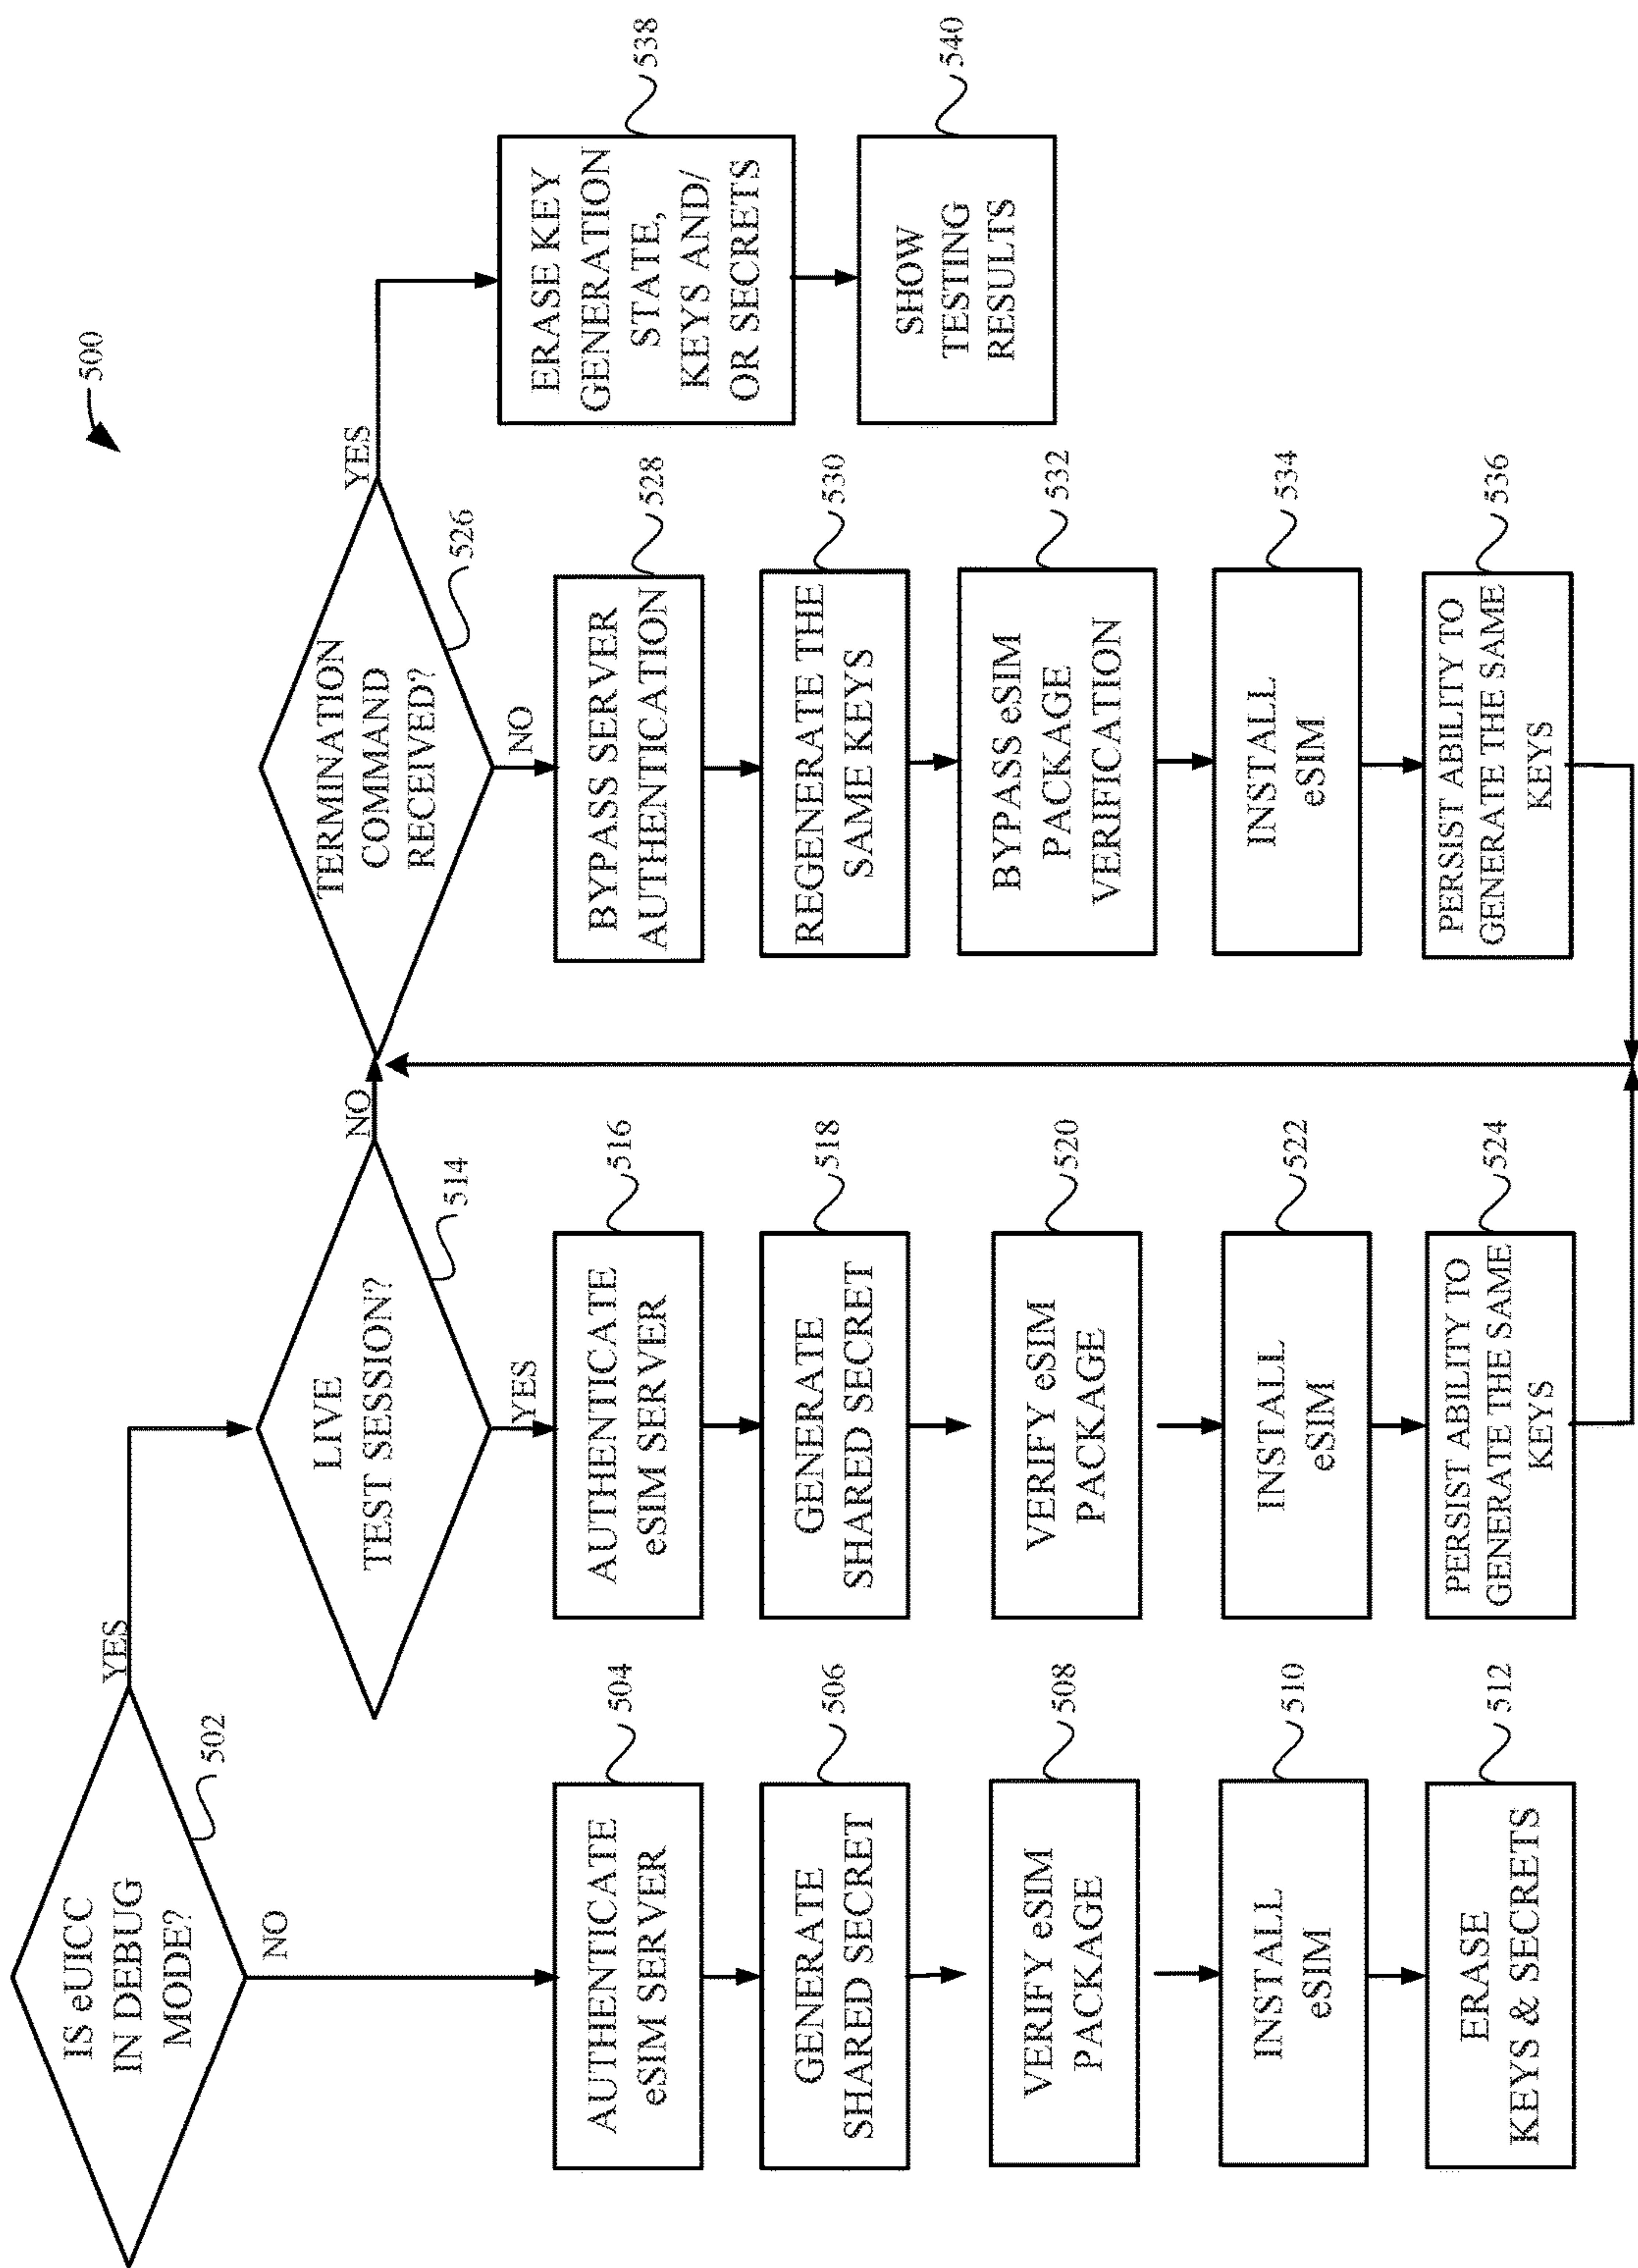 500
IS eUICC
IN DEBUG
MODE?
502
YES
NO
AUTHENTICATE
eSIM SERVER
504
GENERATE
SHARED SECRET
506
VERIFY eSIM
PACKAGE
508
INSTALL
eSIM
510
ERASE
KEYS & SECRETS
512
LIVE
TEST SESSION?
514
NO
YES
AUTHENTICATE
eSIM SERVER
516
GENERATE
SHARED SECRET
518
VERIFY eSIM
PACKAGE
520
INSTALL
eSIM
522
PERSIST ABILITY TO
GENERATE THE SAME
KEYS
524
TERMINATION
COMMAND
RECEIVED?
526
YES
NO
BYPASS SERVER
AUTHENTICATION
528
REGENERATE THE
SAME KEYS
530
BYPASS eSIM
PACKAGE
VERIFICATION
532
INSTALL
eSIM
534
PERSIST ABILITY TO
GENERATE THE SAME
KEYS
536
ERASE KEY
GENERATION
STATE,
KEYS AND/
OR SECRETS
538
SHOW
TESTING
RESULTS
540